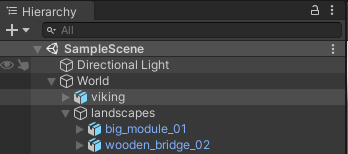 Hierarchy
All
SampleScene
Directional Light
World
viking
landscapes
big_module_01
wooden_bridge_02